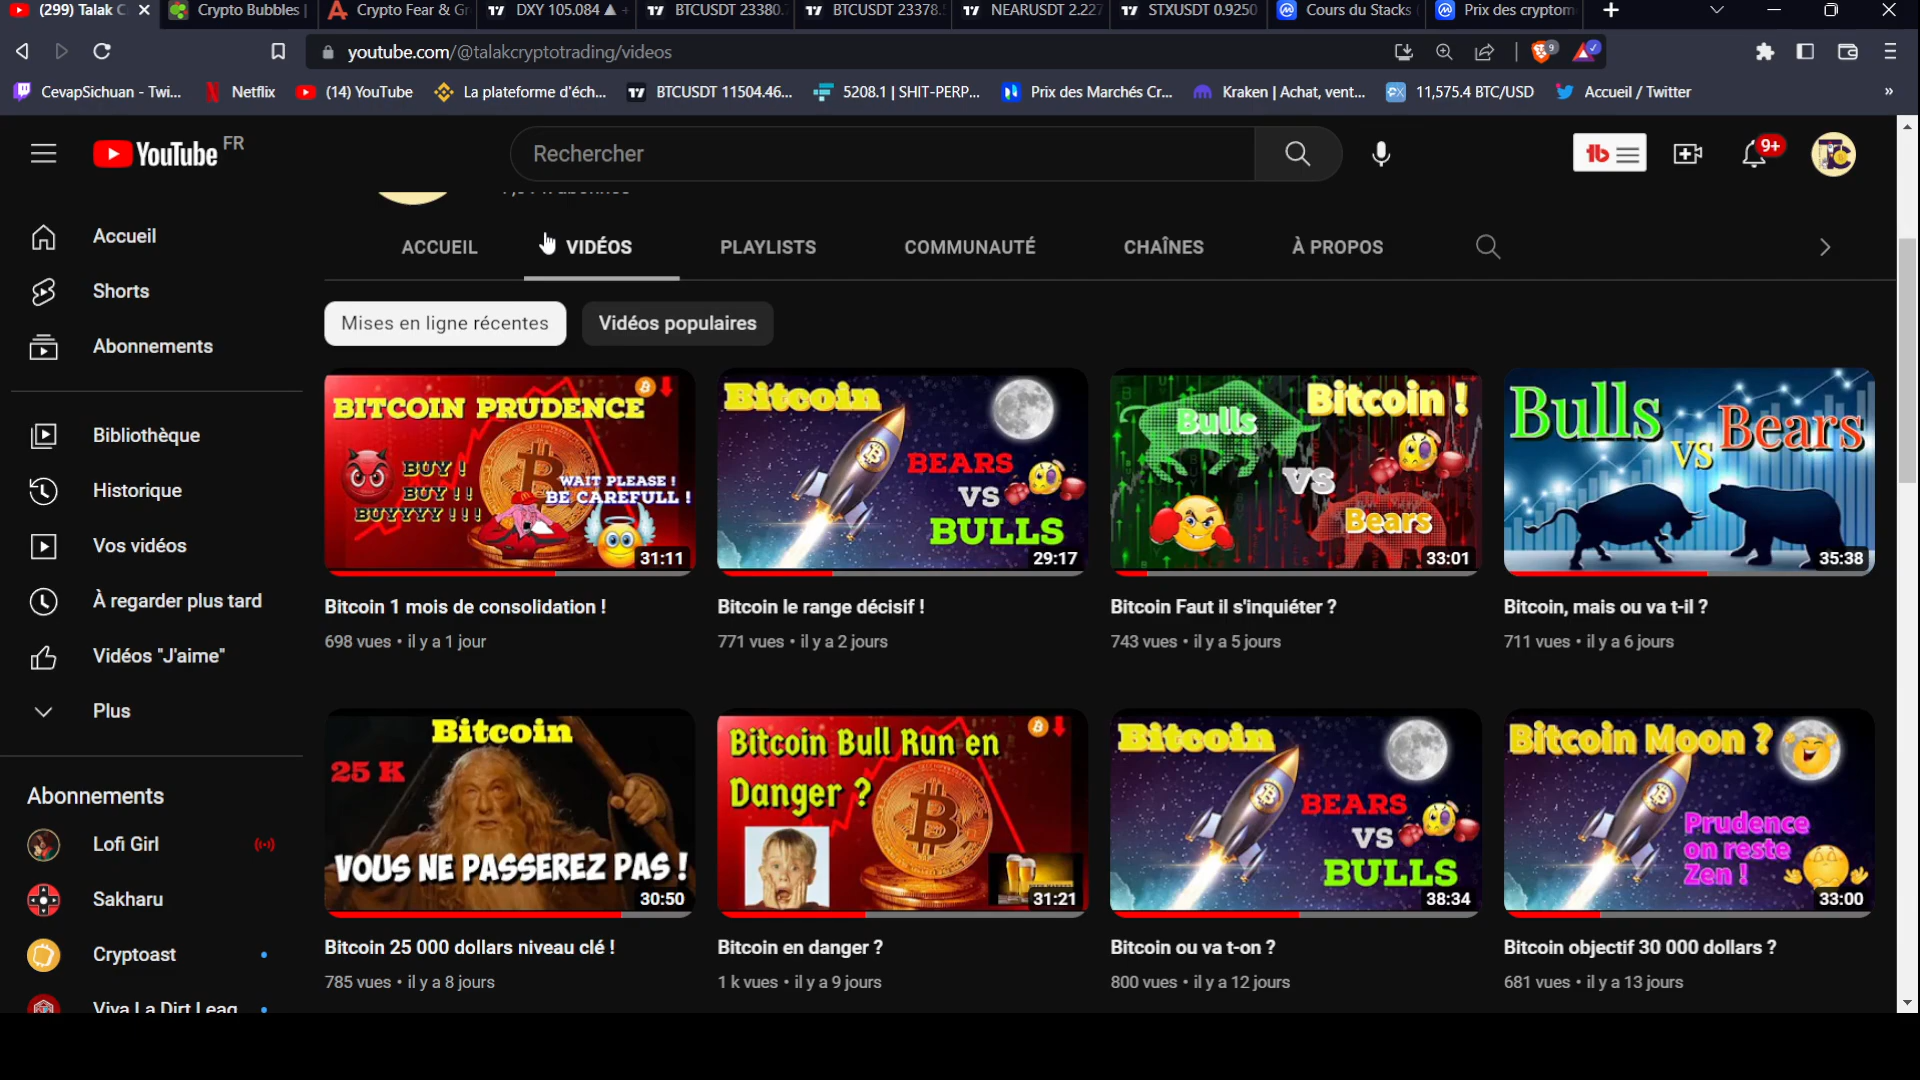 (299) Talak C
Crypto Bubbles
Crypto Fear & Gr
DXY 105.084 ▲ +
BTCUSDT 23380.
BTCUSDT 23378.
NEARUSDT 2.227
STXUSDT 0.9250
Cours du Stacks (
Prix des cryptom
youtube.com/@talakcryptotrading/videos
9
CevapSichuan - Twi...
Netflix
(14) YouTube
La plateforme d'éch...
BTCUSDT 11504.46...
5208.1 | SHIT-PERP...
Prix des Marchés Cr...
Kraken | Achat, vent...
11,575.4 BTC/USD
Accueil / Twitter
»
YouTube FR
Rechercher
tb
9+
TC
Accueil
Shorts
Abonnements
Bibliothèque
Historique
Vos vidéos
À regarder plus tard
Vidéos "J'aime"
Plus
Abonnements
Lofi Girl
Sakharu
Cryptoast
Viva La Dirt Leag
ACCUEIL
VIDÉOS
PLAYLISTS
COMMUNAUTÉ
CHAÎNES
À PROPOS
Mises en ligne récentes
Vidéos populaires
BITCOIN PRUDENCE
BUY !
BUY ! !
BUYYYY ! ! !
WAIT PLEASE !
BE CAREFULL !
31:11
Bitcoin 1 mois de consolidation !
698 vues • il y a 1 jour
Bitcoin
BEARS
VS
BULLS
29:17
Bitcoin le range décisif !
771 vues • il y a 2 jours
Bulls
Bitcoin !
VS
Bears
33:01
Bitcoin Faut il s'inquiéter ?
743 vues • il y a 5 jours
Bulls
VS
Bears
35:38
Bitcoin, mais ou va t-il ?
711 vues • il y a 6 jours
Bitcoin
25 K
VOUS NE PASSEREZ PAS !
30:50
Bitcoin 25 000 dollars niveau clé !
785 vues • il y a 8 jours
Bitcoin Bull Run en
Danger ?
31:21
Bitcoin en danger ?
1 k vues • il y a 9 jours
Bitcoin
BEARS
VS
BULLS
38:34
Bitcoin ou va t-on ?
800 vues • il y a 12 jours
Bitcoin Moon ?
Prudence
on reste
Zen !
33:00
Bitcoin objectif 30 000 dollars ?
681 vues • il y a 13 jours